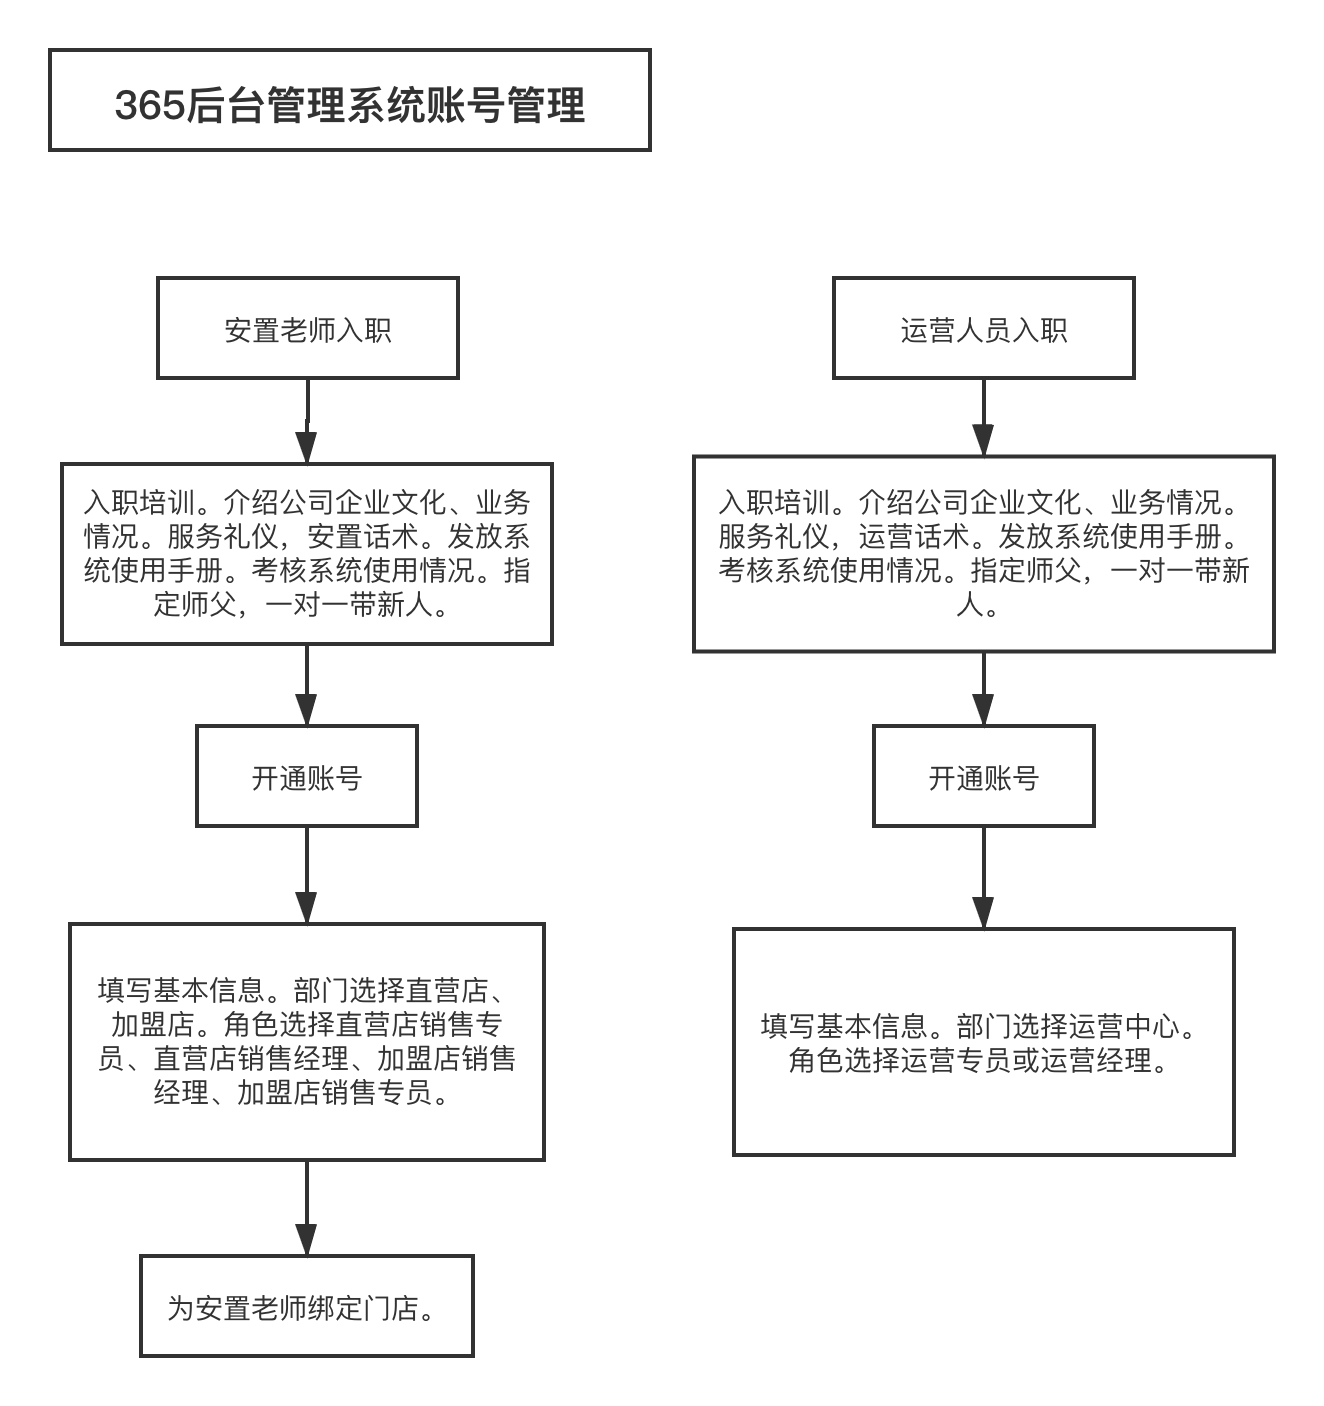 365后台管理系统账号管理
安置老师入职
入职培训。介绍公司企业文化、业务
情况。服务礼仪，安置话术。发放系
统使用手册。考核系统使用情况。指
定师父，一对一带新人。
开通账号
填写基本信息。部门选择直营店、
加盟店。角色选择直营店销售专
员、直营店销售经理、加盟店销售
经理、加盟店销售专员。
为安置老师绑定门店。
运营人员入职
入职培训。介绍公司企业文化、业务情况。
服务礼仪，运营话术。发放系统使用手册。
考核系统使用情况。指定师父，一对一带新
人。
开通账号
填写基本信息。部门选择运营中心。
角色选择运营专员或运营经理。